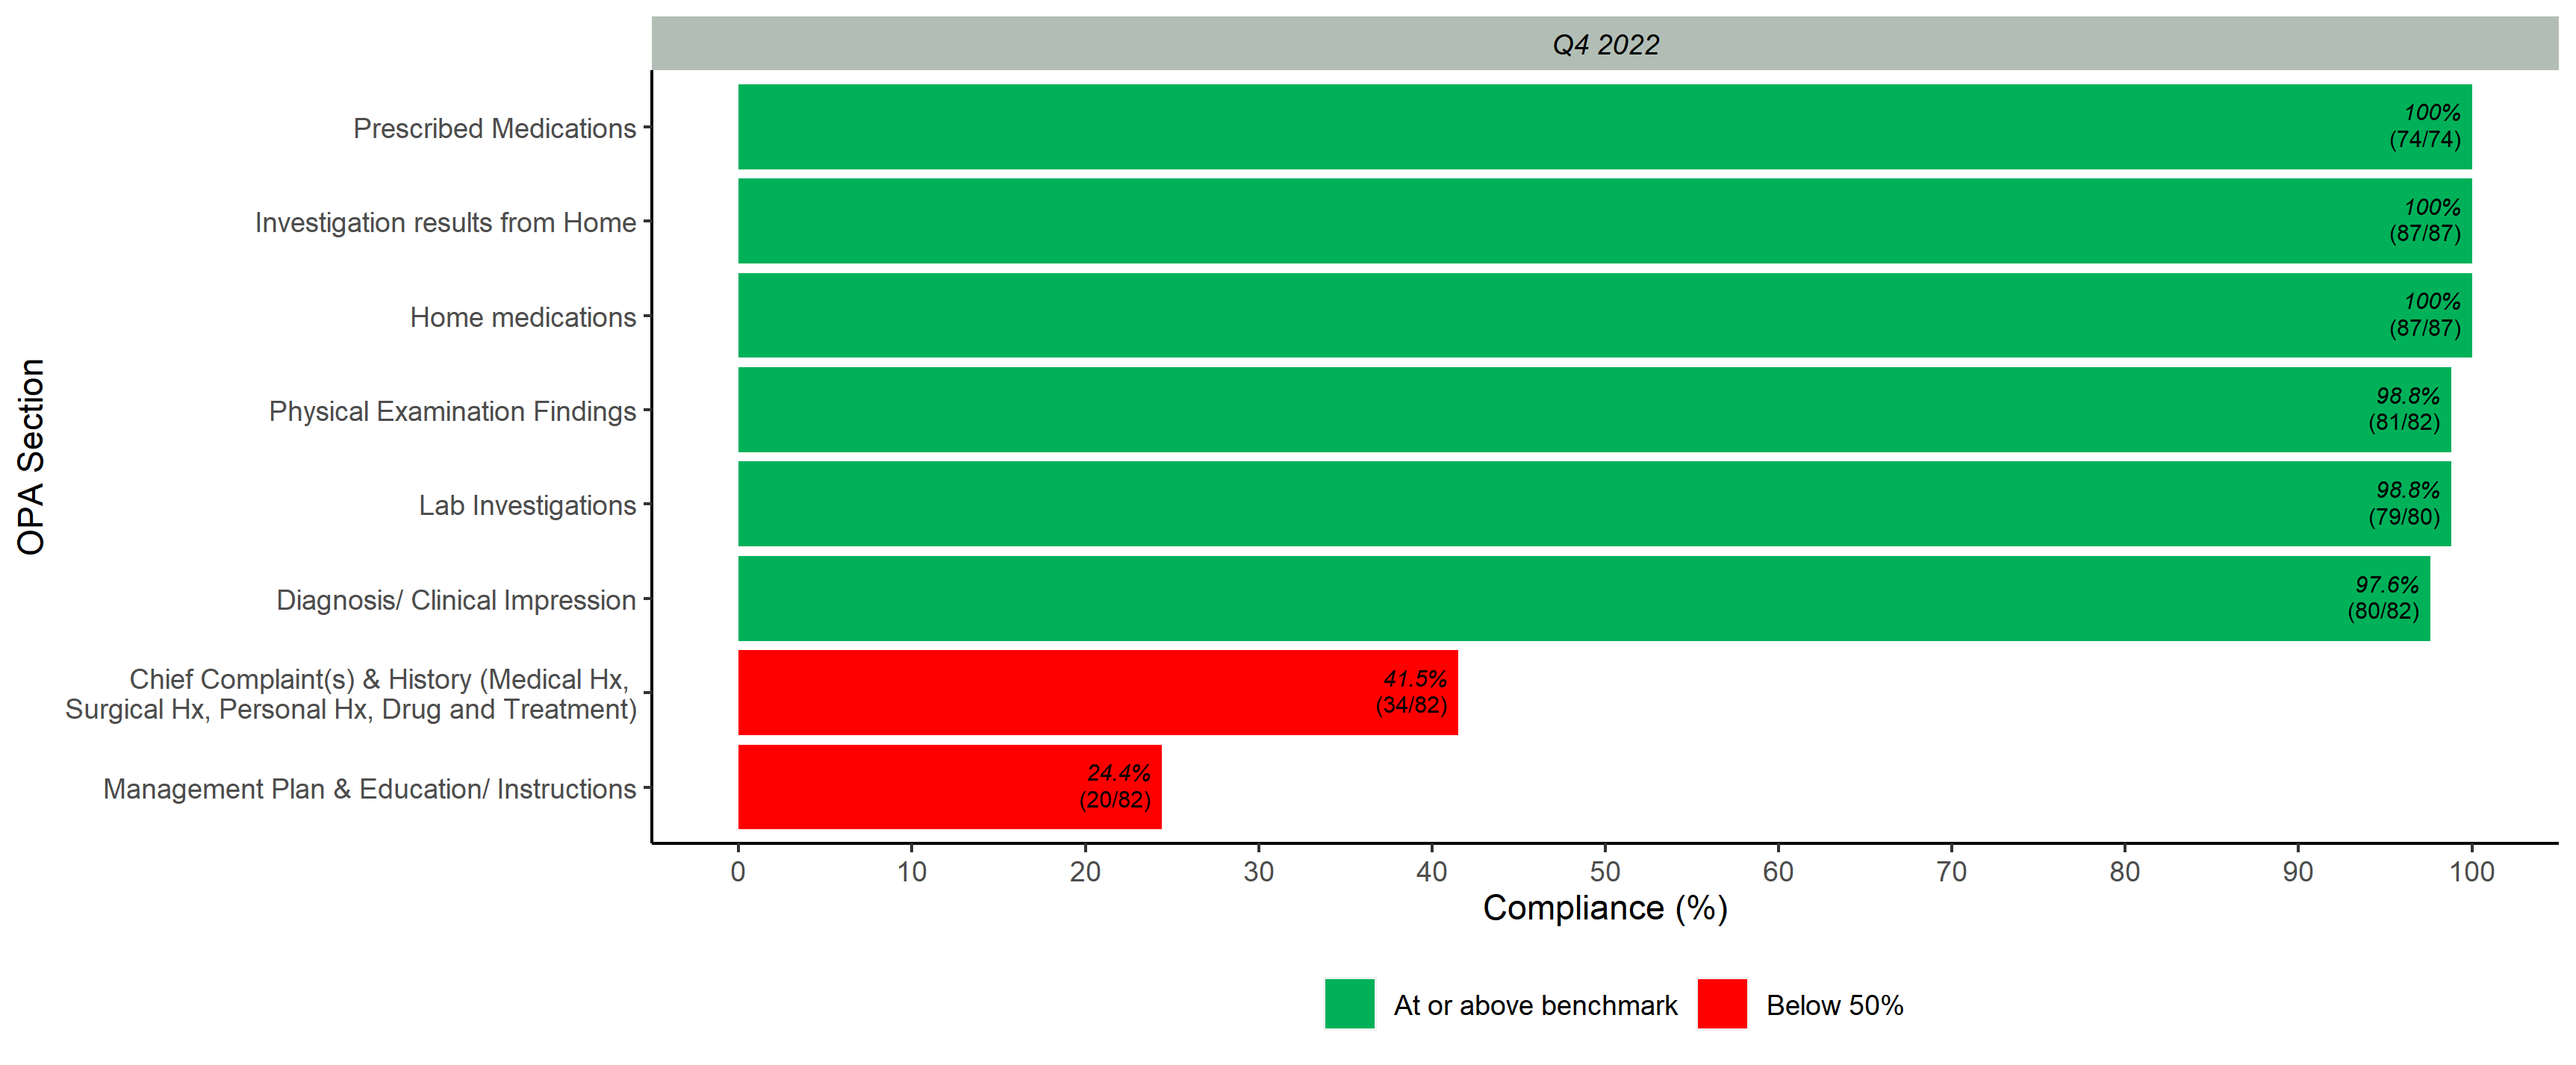 Q4 2022
OPA Section
Prescribed Medications
100%
(74/74)
Investigation results from Home
100%
(87/87)
Home medications
100%
(87/87)
Physical Examination Findings
98.8%
(81/82)
Lab Investigations
98.8%
(79/80)
Diagnosis/ Clinical Impression
97.6%
(80/82)
Chief Complaint(s) & History (Medical Hx,
Surgical Hx, Personal Hx, Drug and Treatment)
41.5%
(34/82)
Management Plan & Education/ Instructions
24.4%
(20/82)
0 10 20 30 40 50 60 70 80 90 100
Compliance (%)
At or above benchmark Below 50%